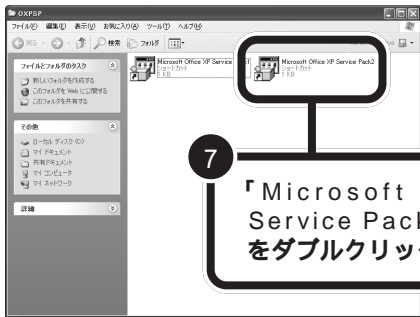 OXPSP
ファイル(F) 編集(E) 表示(V) お気に入り(A) ツール(T) ヘルプ(H)
戻る 検索 フォルダ
ファイルとフォルダのタスク
新しいフォルダを作成する
このフォルダを Web に公開する
このフォルダを共有する
その他
ローカル ディスク (C:)
マイ ドキュメント
共有ドキュメント
マイ コンピュータ
マイ ネットワーク
詳細
Microsoft Office XP Service
ショートカット
1 KB
Microsoft Office XP Service Pack2
ショートカット
1 KB
7
「Microsoft
Service Pack
をダブルクリッ